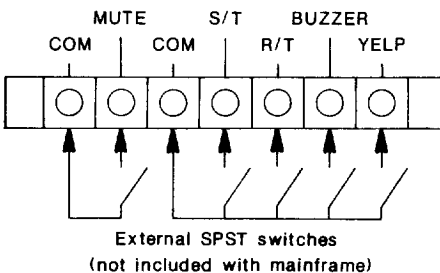 MUTE S/T BUZZER
COM COM R/T YELP
External SPST switches
(not included with mainframe)